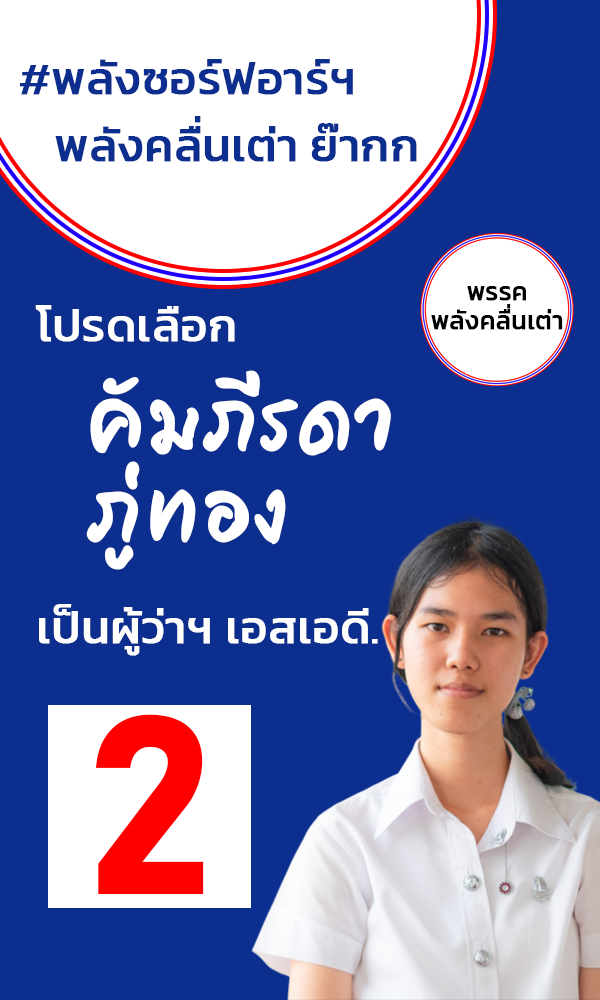 #พลังซอร์ฟอาร์ฯ
พลังคลื่นเต่า ย๊ากก
พรรค
พลังคลื่นเต่า
โปรดเลือก
คัมภีรดา
ภู่ทอง
เป็นผู้ว่าฯ เอสเอดี.
2